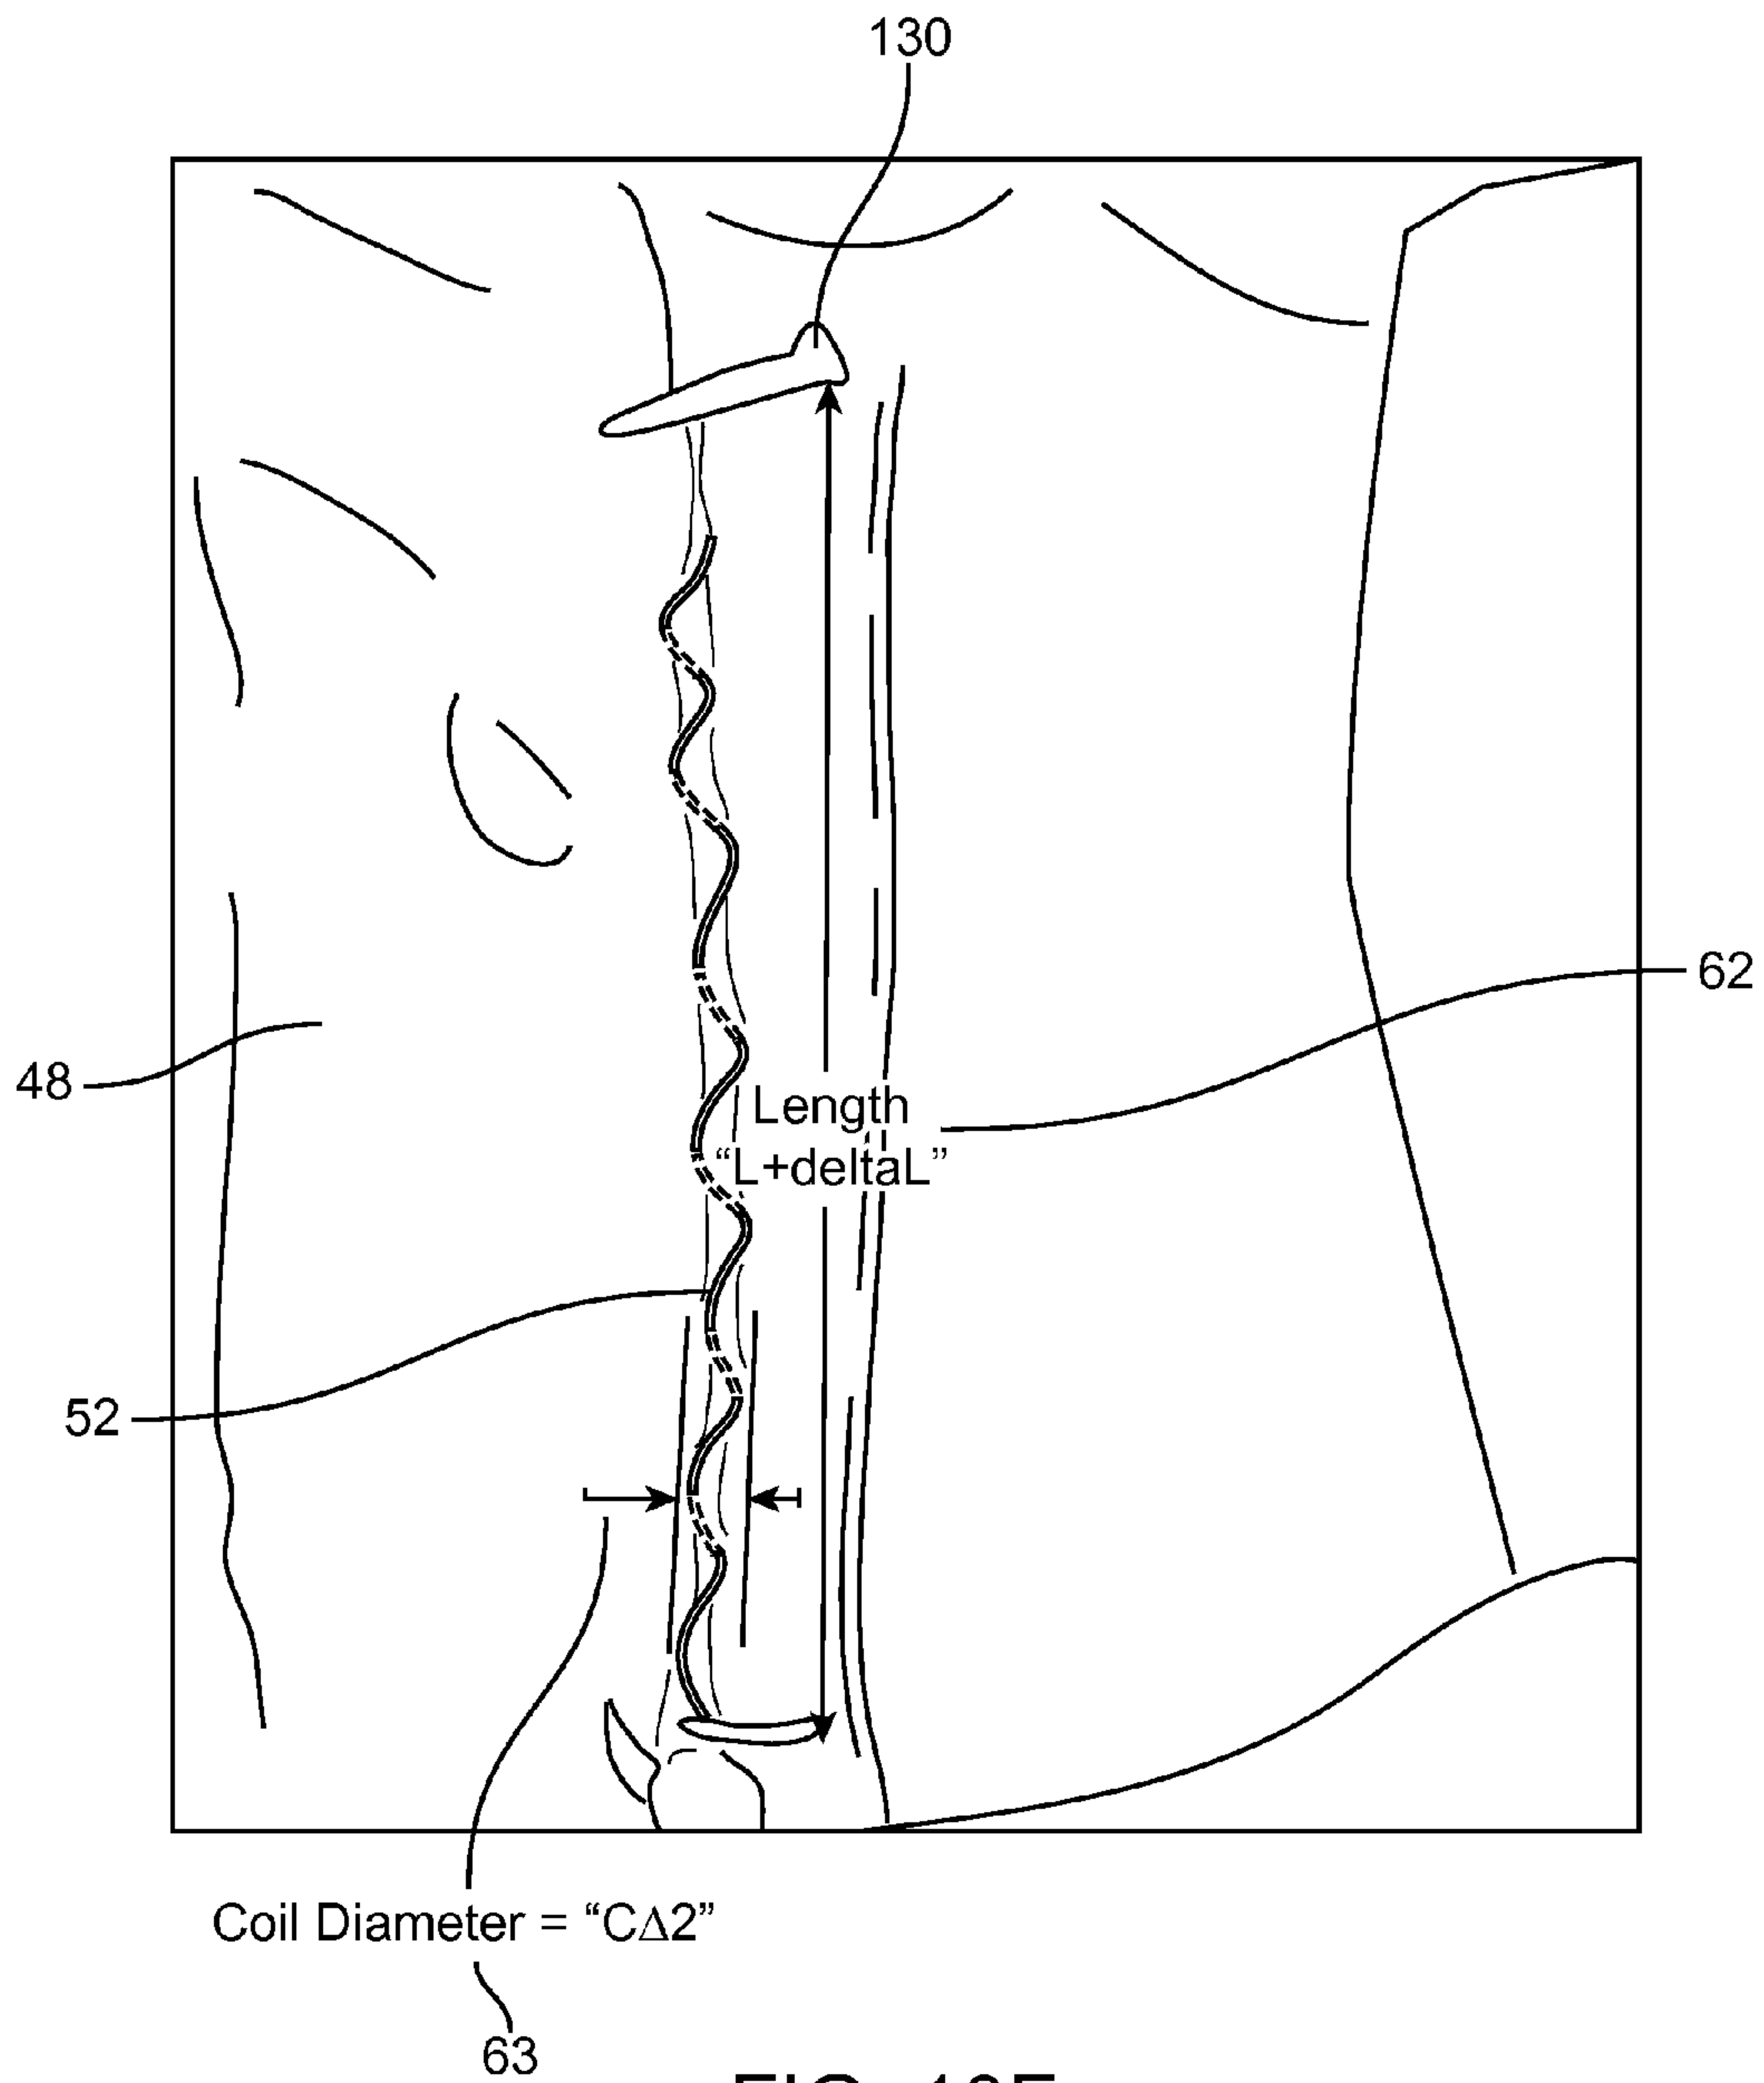 130
62
48
Length
“L+deltaL”
52
Coil Diameter = “CΔ2”
63